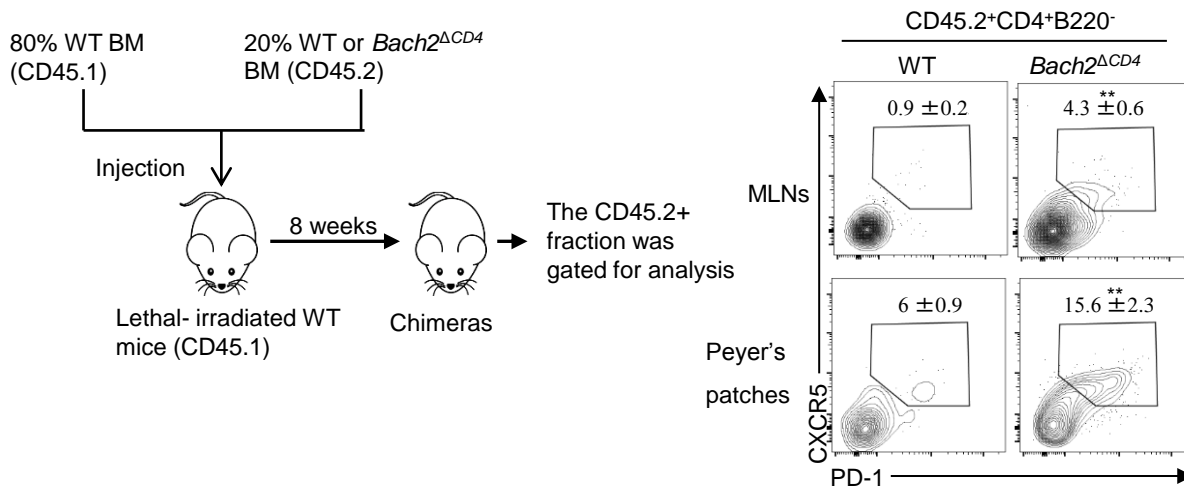 80% WT BM
(CD45.1)
20% WT or Bach2ΔCD4
BM (CD45.2)
Injection
8 weeks
Lethal- irradiated WT
mice (CD45.1)
Chimeras
The CD45.2+
fraction was
gated for analysis
CD45.2+CD4+B220-
WT
Bach2ΔCD4
MLNs
0.9 ±0.2
**
4.3 ±0.6
Peyer's
patches
6 ±0.9
**
15.6 ±2.3
CXCR5
PD-1